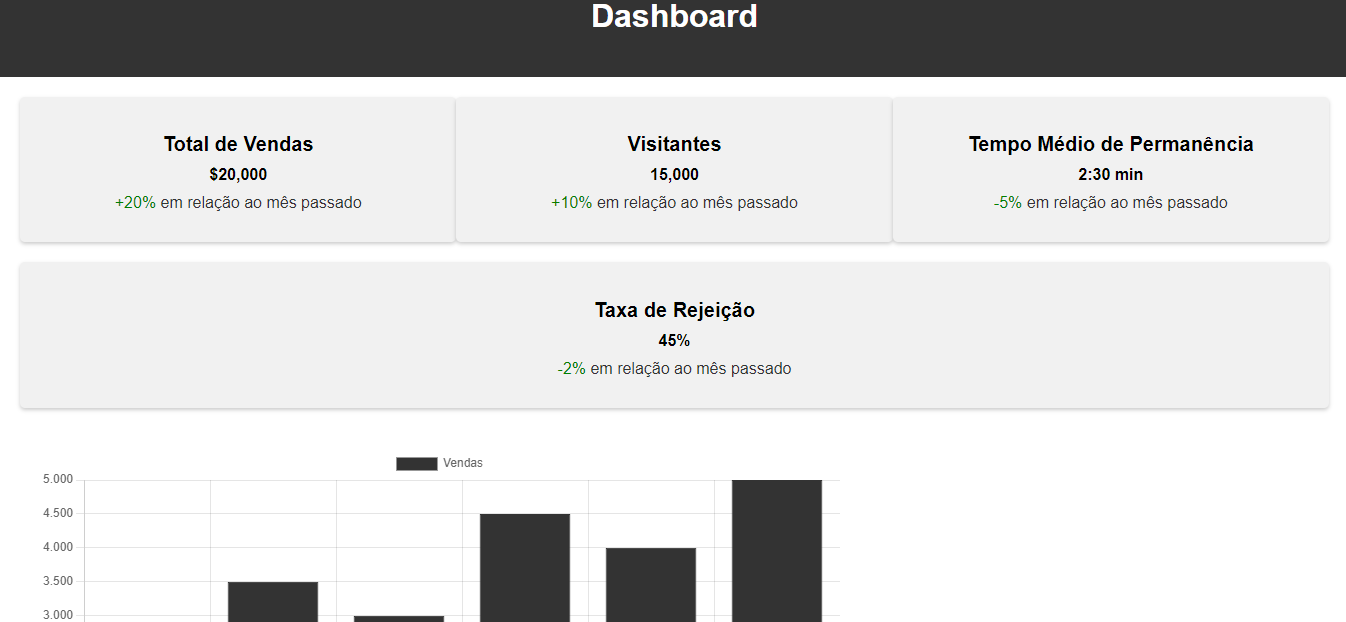 Dashboard
Total de Vendas
$20,000
+20% em relação ao mês passado
Visitantes
15,000
+10% em relação ao mês passado
Tempo Médio de Permanência
2:30 min
-5% em relação ao mês passado
Taxa de Rejeição
45%
-2% em relação ao mês passado
Vendas
5.000
4.500
4.000
3.500
3.000